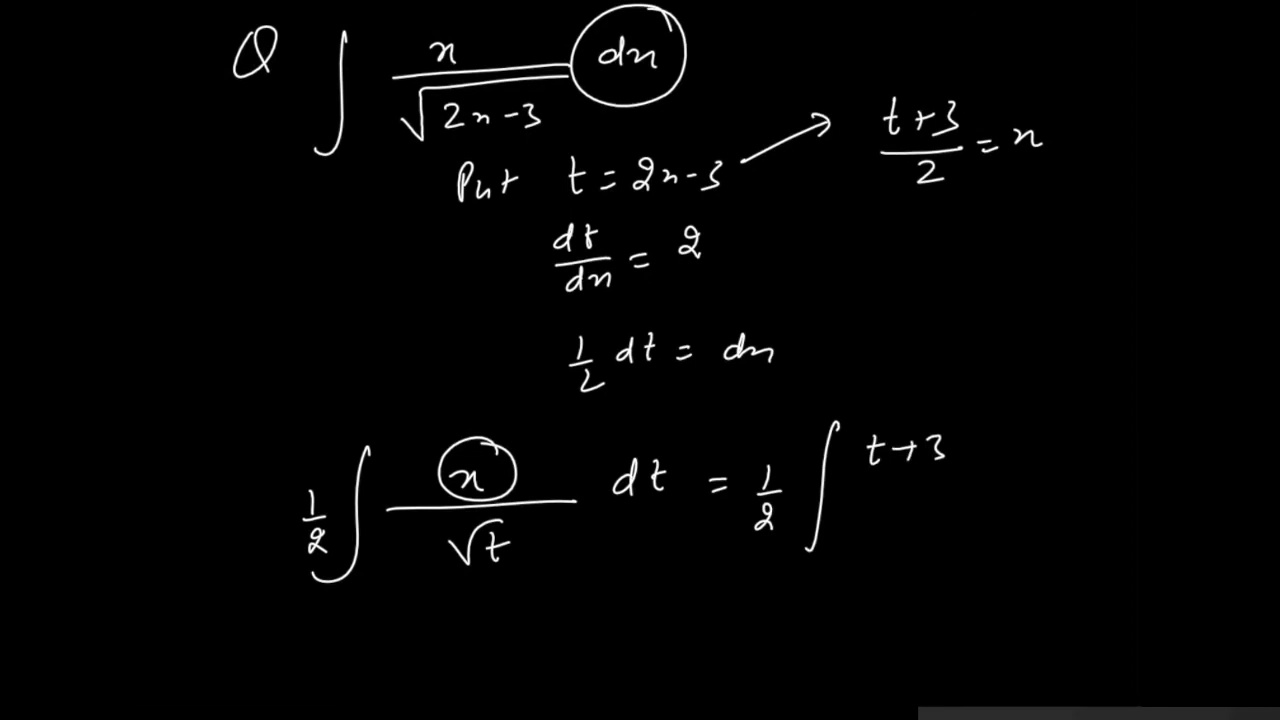 Q ∫ x/√(2x-3) dx
Put t = 2x-3 → (t+3)/2 = x
dt/dx = 2
1/2 dt = dx
1/2 ∫ x/√t dt = 1/2 ∫ t+3